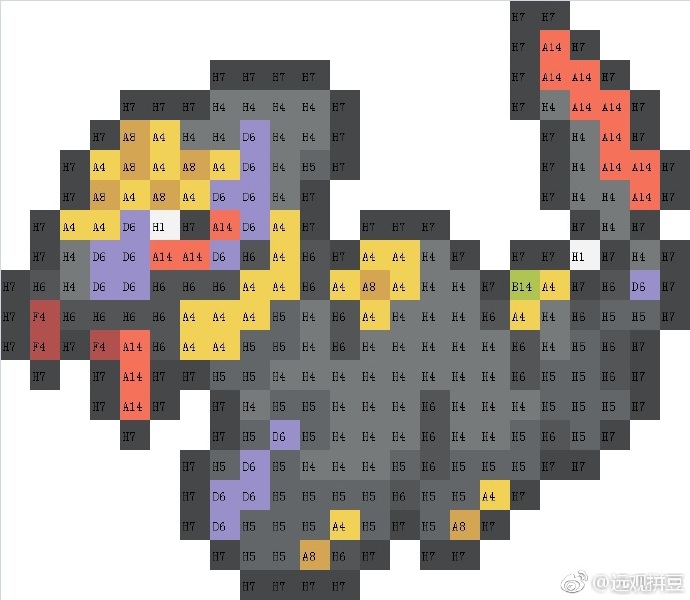 H7 H7
H7 A14 H7
H7 H7 H7 H7 H7 A14 A14 H7
H7 H7 H7 H4 H4 H4 H4 H7 H7 H4 A14 A14 H7
H7 A8 A4 H4 H4 D6 H4 H4 H7 H7 H4 A14 H7
H7 A4 A8 A4 A8 A4 D6 H4 H5 H7 H7 H4 A14 A14 H7
H7 A8 A4 A8 A4 D6 D6 H4 H7 H7 H4 H4 A14 H7
H7 A4 A4 D6 H1 H7 A14 D6 A4 H7 H7 H7 H7 H7 H4 H7
H7 H4 D6 D6 A14 A14 D6 H6 A4 H6 H7 A4 A4 H4 H7 H7 H7 H1 H7 H4 H7
H7 H6 H4 D6 D6 H6 H6 H6 A4 A4 H6 A4 A8 A4 H4 H4 H7 B14 A4 H7 H6 D6 H7
H7 F4 H6 H6 H6 H6 A4 A4 A4 H5 H6 H6 A4 H4 H4 H4 H6 A4 H4 H5 H5 H5 H7
H7 F4 H7 F4 A14 H6 A4 A4 H5 H5 H4 H6 H4 H4 H4 H4 H4 H6 H4 H5 H6 H7
H7 H7 A14 H7 H7 H5 H5 H4 H4 H4 H4 H4 H4 H4 H4 H6 H5 H5 H6 H7
H7 A14 H7 H7 H4 H5 H5 H4 H4 H4 H6 H4 H4 H4 H5 H5 H6 H7
H7 H7 H5 D6 H5 H4 H4 H4 H6 H4 H4 H5 H6 H5 H7
H7 H5 D6 H5 H4 H4 H4 H5 H6 H5 H5 H5 H7 H7
H7 D6 D6 H5 H5 H5 H5 H6 H5 H5 A4 H7
H7 D6 H5 H5 H5 A4 H5 H7 H5 A8 H7
H7 H5 H5 A8 H6 H7 H7 H7
H7 H7 H7 H7
@远观拼豆